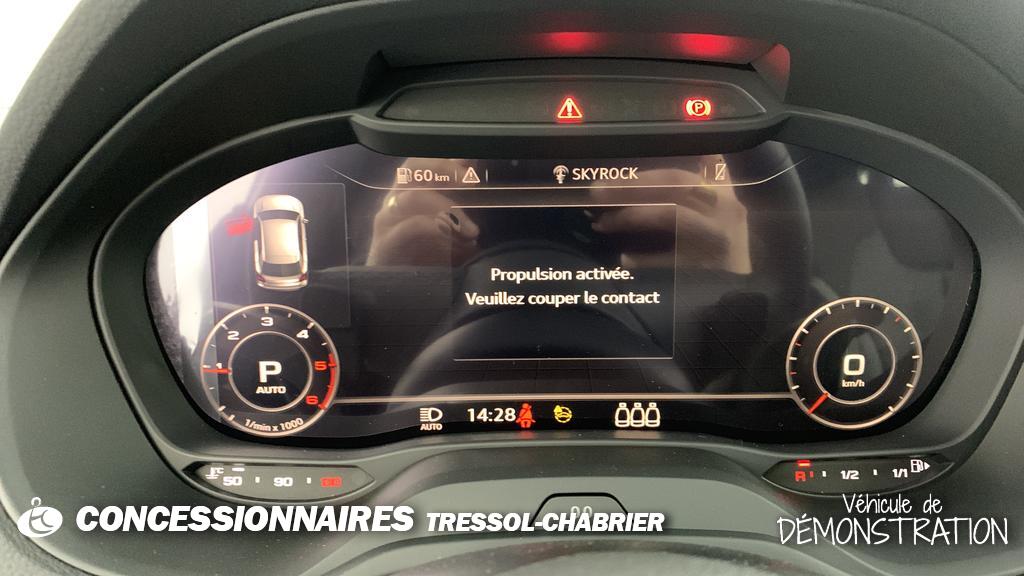 60 km
SKYROCK
Propulsion activée.
Veuillez couper le contact
1 2 3 4 5 6
P
AUTO
1/min x 1000
0
km/h
AUTO
14:28
°C
50 90
R 1/2 1/1
CONCESSIONNAIRES TRESSOL-CHABRIER
Véhicule de
DÉMONSTRATION